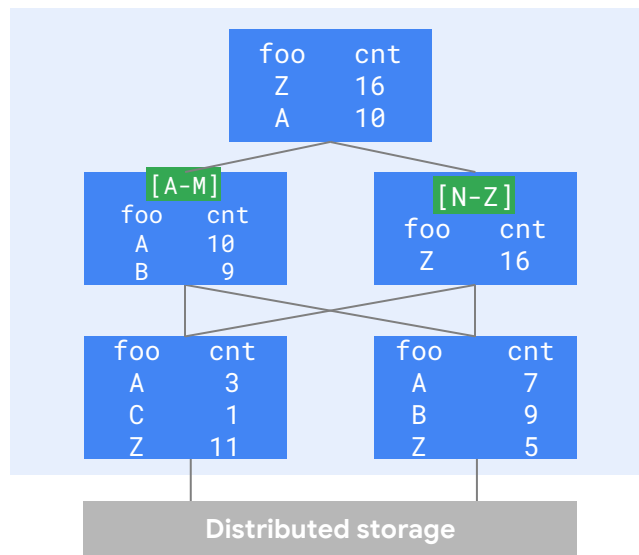 foo cnt
Z 16
A 10
[A-M]
foo cnt
A 10
B 9
[N-Z]
foo cnt
Z 16
foo cnt
A 3
C 1
Z 11
foo cnt
A 7
B 9
Z 5
Distributed storage